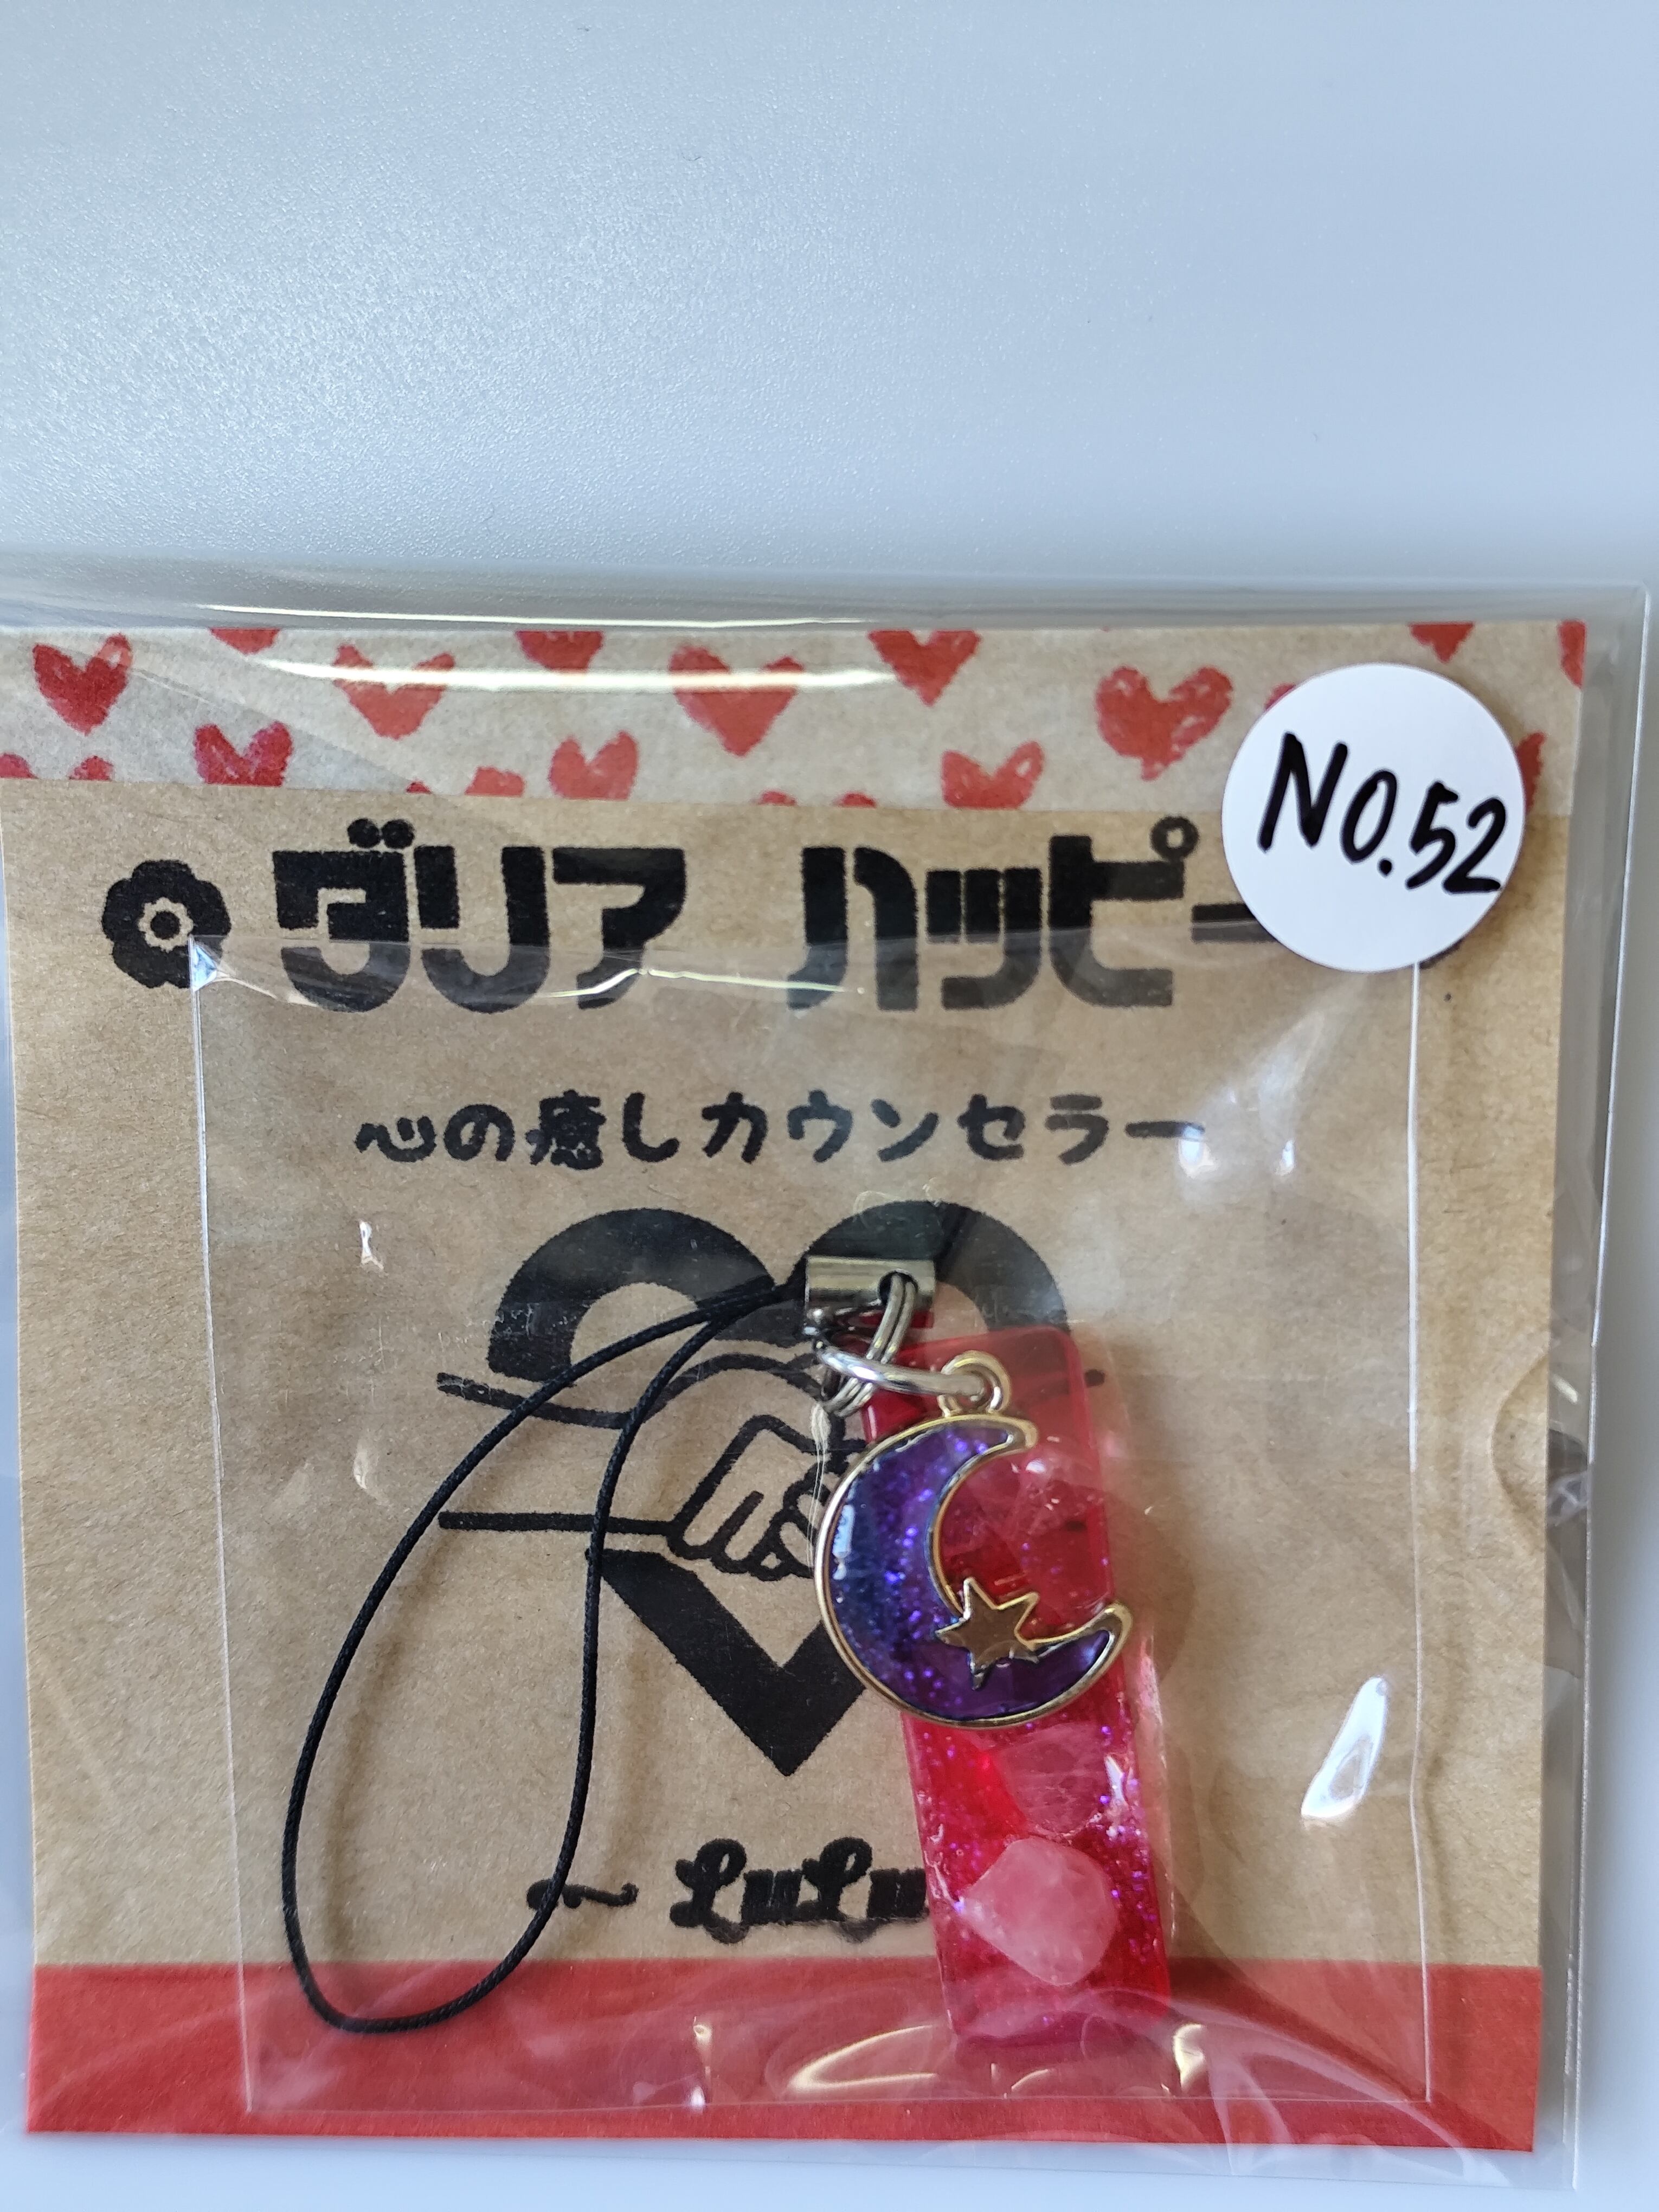 No.52
ダリア ハッピー
心の癒しカウンセラー
LuLu